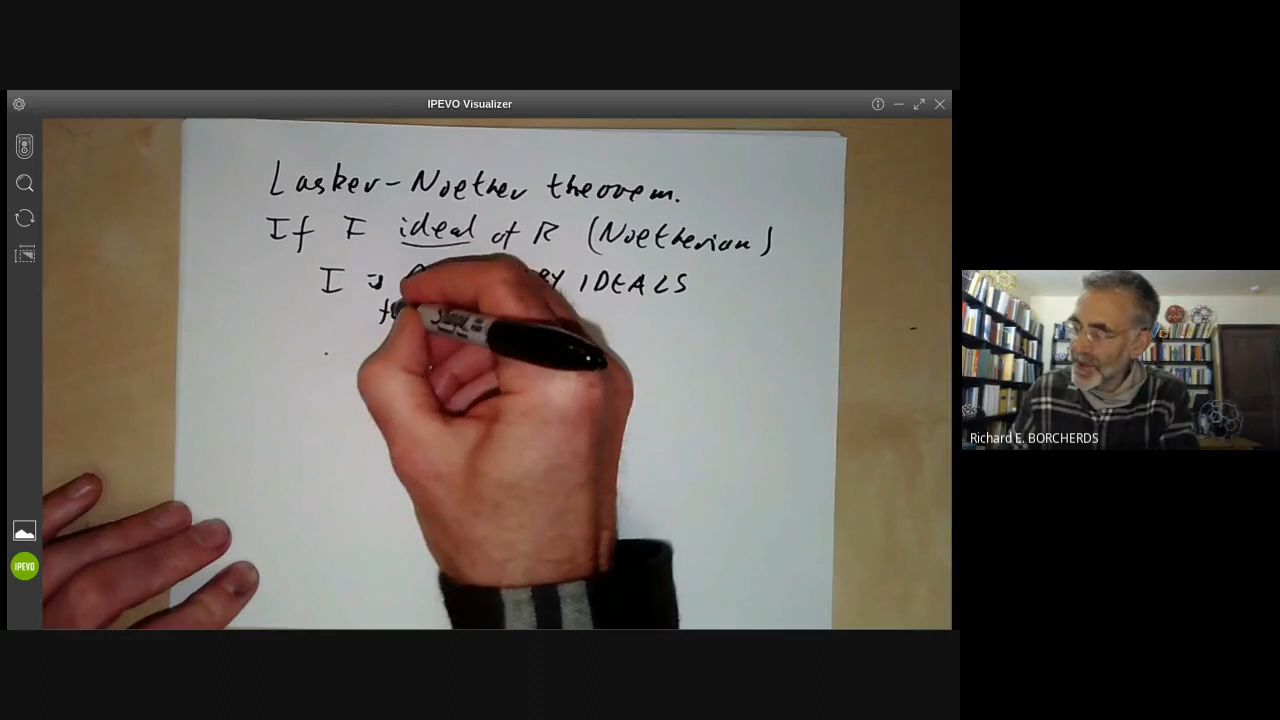 IPEVO Visualizer
Lasker-Noether theorem.
If I ideal of R (Noetherian)
I = IDEALS
IPEVO
Richard E. BORCHERDS